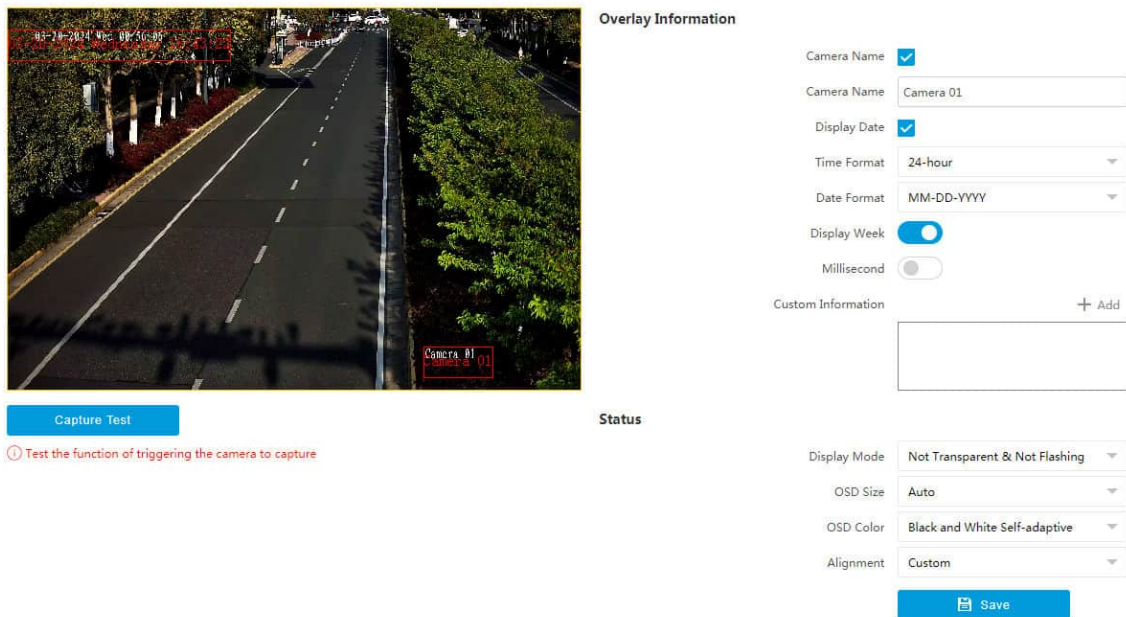 Overlay Information
03-20-2024 Wed 00:56:06
Camera Name
Camera Name Camera 01
Display Date
Time Format 24-hour
Date Format MM-DD-YYYY
Display Week
Millisecond
Custom Information + Add
Camera 01
Camera 01
Capture Test
Test the function of triggering the camera to capture
Status
Display Mode Not Transparent & Not Flashing
OSD Size Auto
OSD Color Black and White Self-adaptive
Alignment Custom
Save